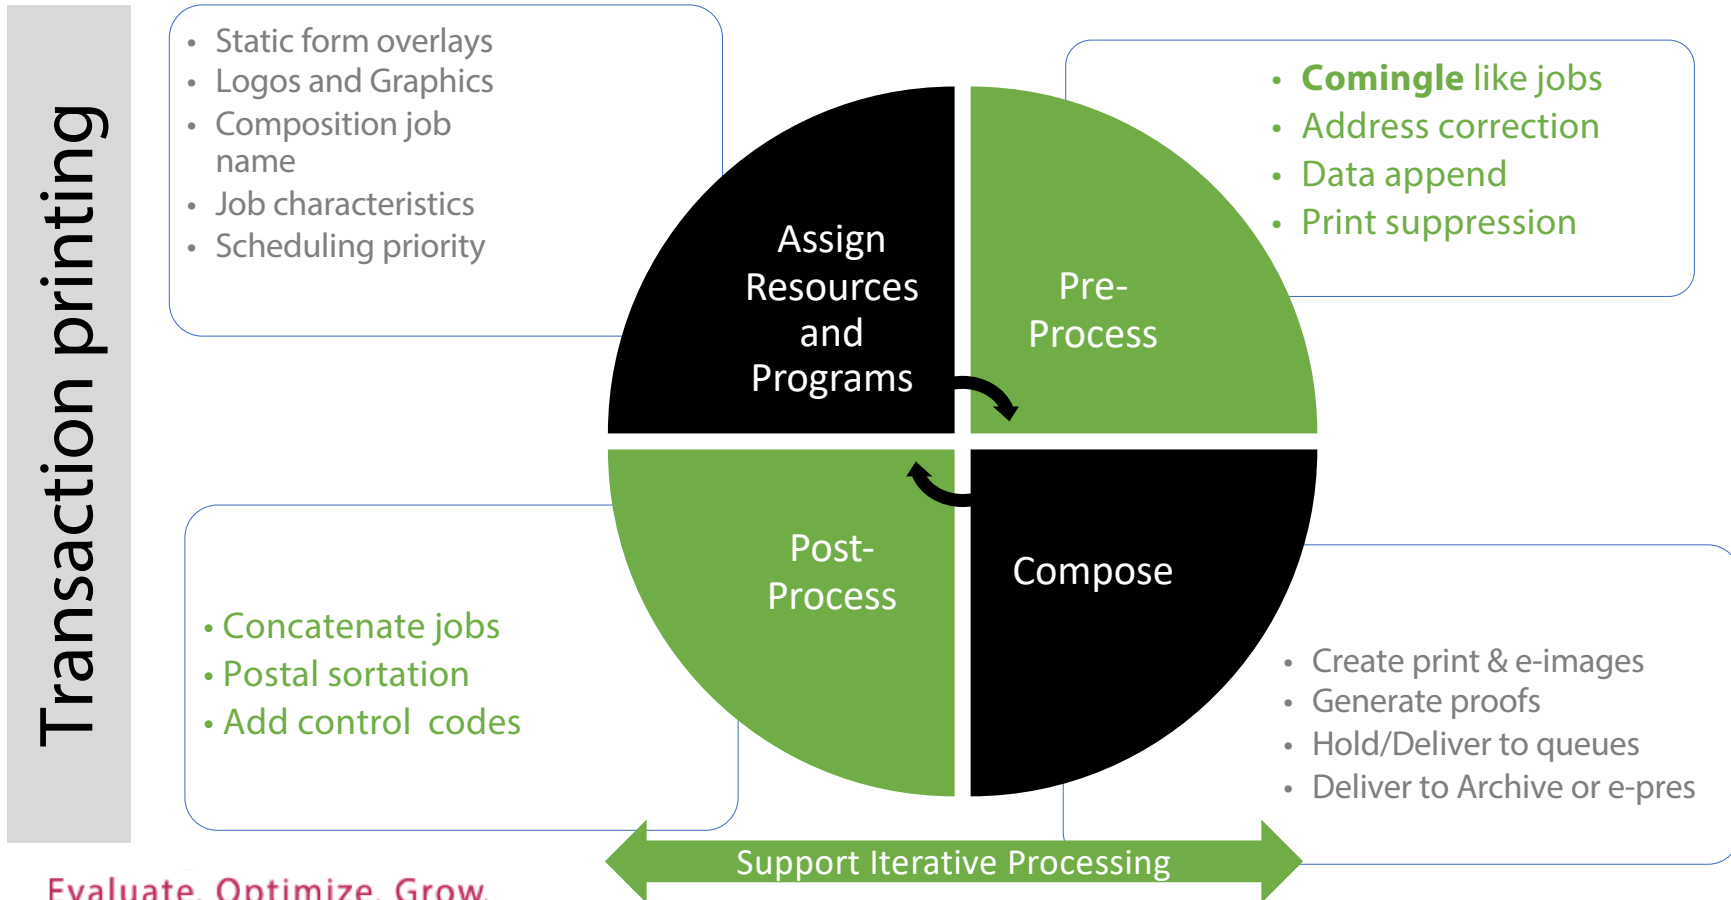 Transaction printing
• Static form overlays
• Logos and Graphics
• Composition job
name
• Job characteristics
• Scheduling priority
• Comingle like jobs
• Address correction
• Data append
• Print suppression
Assign
Resources
and
Programs
Pre-
Process
Post-
Process
Compose
• Concatenate jobs
• Postal sortation
• Add control  codes
• Create print & e-images
• Generate proofs
• Hold/Deliver to queues
• Deliver to Archive or e-pres
Support Iterative Processing
Evaluate. Optimize. Grow.